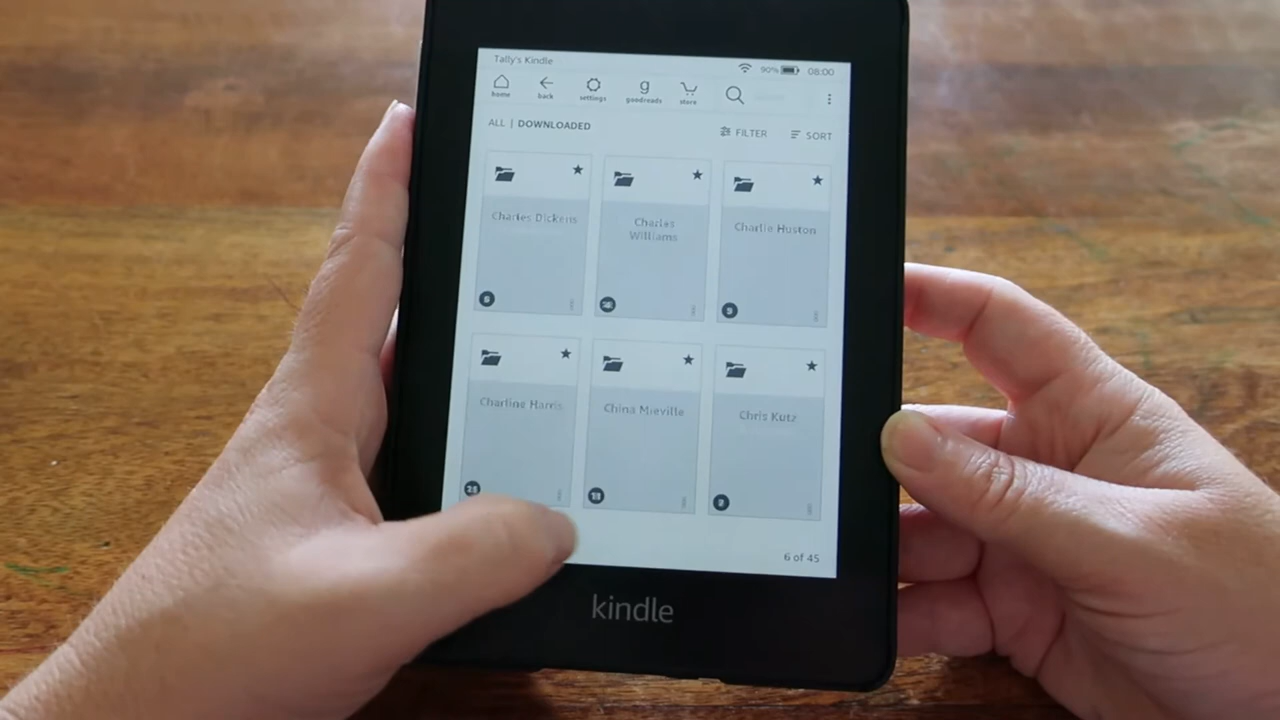 Tally's Kindle
90% 08:00
home back settings goodreads store
ALL | DOWNLOADED
FILTER SORT
Charles Dickens
Charles
Williams
Charlie Huston
Charline Harris
China Mieville
Chris Kutz
6 of 45
kindle